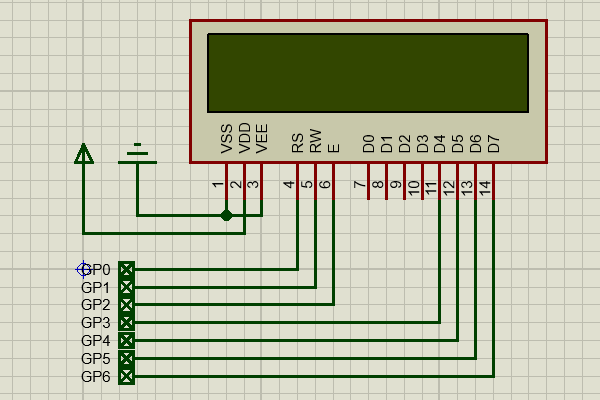 VSS VDD VEE RS RW E D0 D1 D2 D3 D4 D5 D6 D7
1 2 3 4 5 6 7 8 9 10 11 12 13 14
GP0
GP1
GP2
GP3
GP4
GP5
GP6